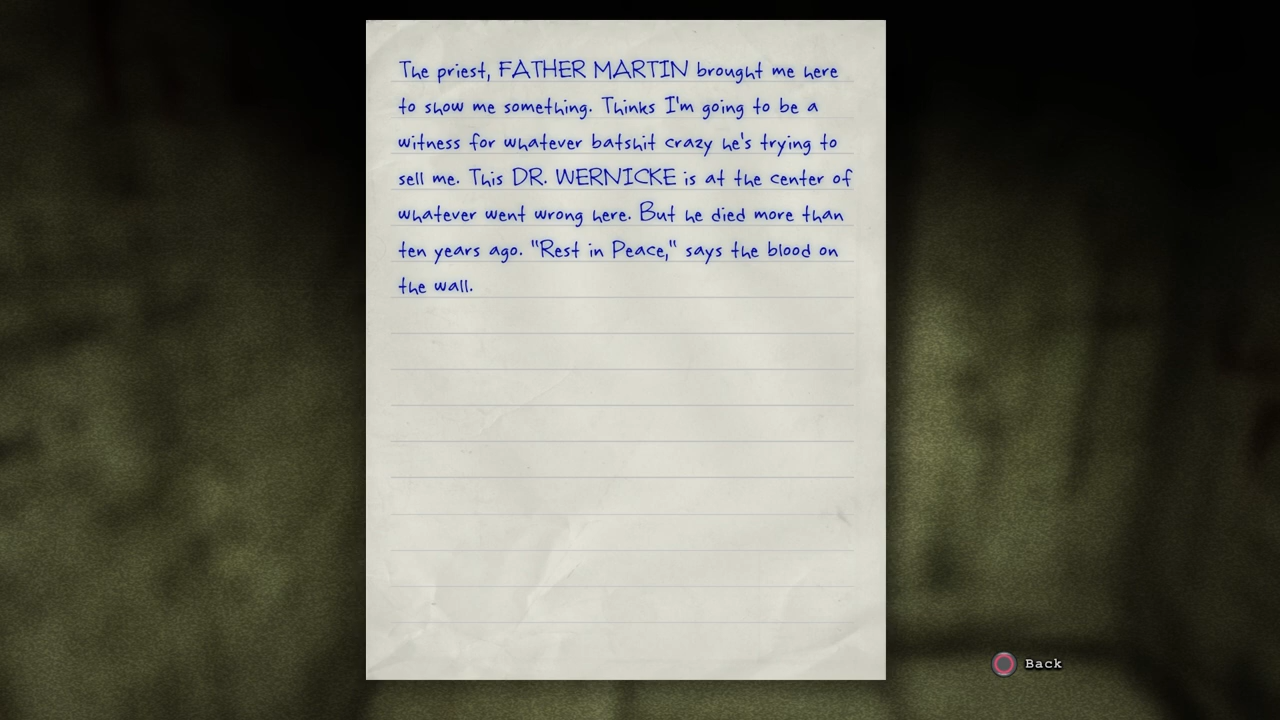 The priest, FATHER MARTIN brought me here
to show me something. Thinks I'm going to be a
witness for whatever batshit crazy he's trying to
sell me. This DR. WERNICKE is at the center of
whatever went wrong here. But he died more than
ten years ago. "Rest in Peace," says the blood on
the wall.
Back